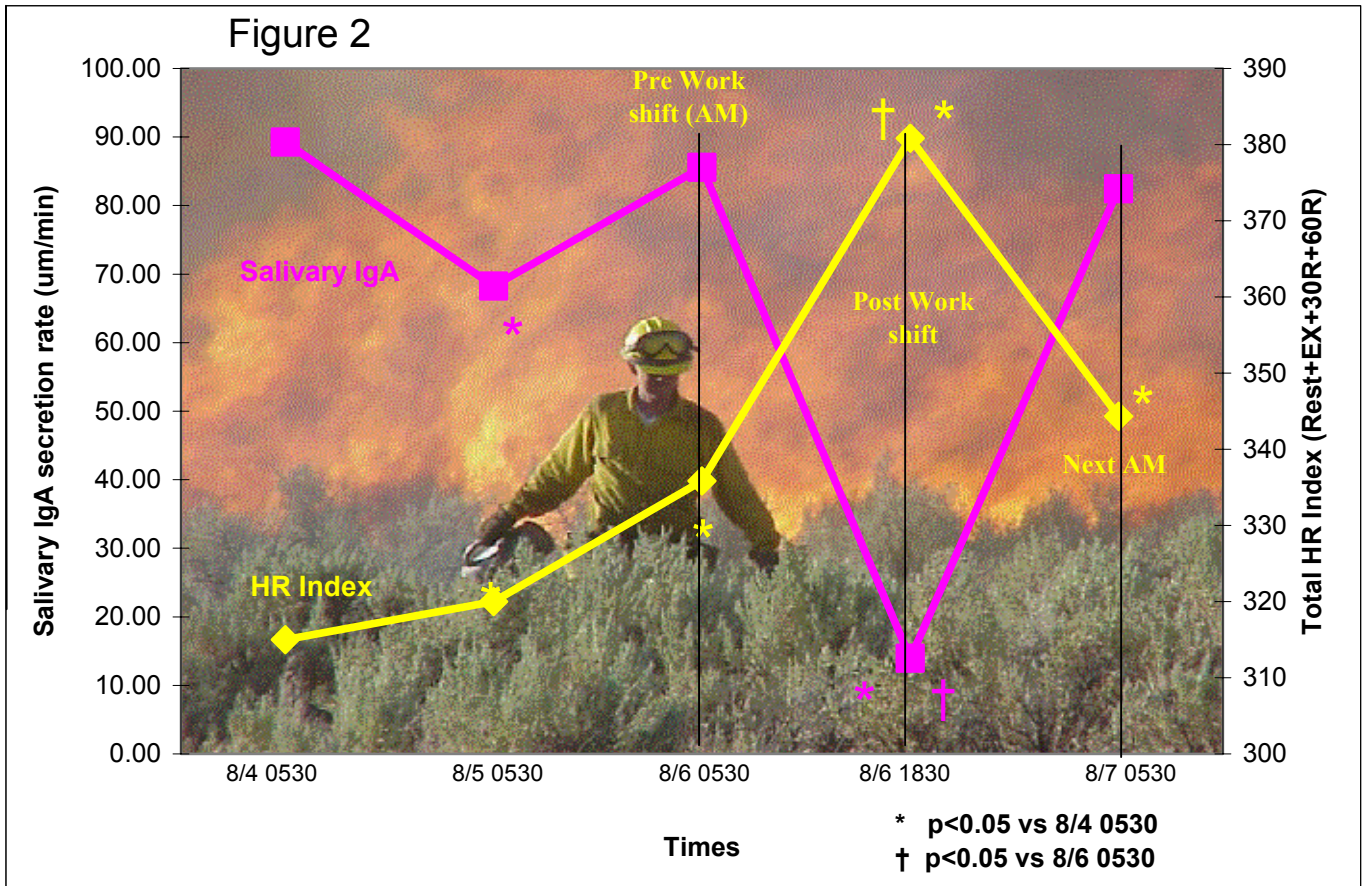 Figure 2
100.00
90.00
80.00
70.00
60.00
50.00
40.00
30.00
20.00
10.00
0.00
Salivary IgA secretion rate (um/min)
390
380
370
360
350
340
330
320
310
300
Total HR Index (Rest+EX+30R+60R)
Pre Work
shift (AM)
† *
Salivary IgA
*
Post Work
shift
*
Next AM
*
HR Index
*
* †
8/4 0530 8/5 0530 8/6 0530 8/6 1830 8/7 0530
Times
* p<0.05 vs 8/4 0530
† p<0.05 vs 8/6 0530